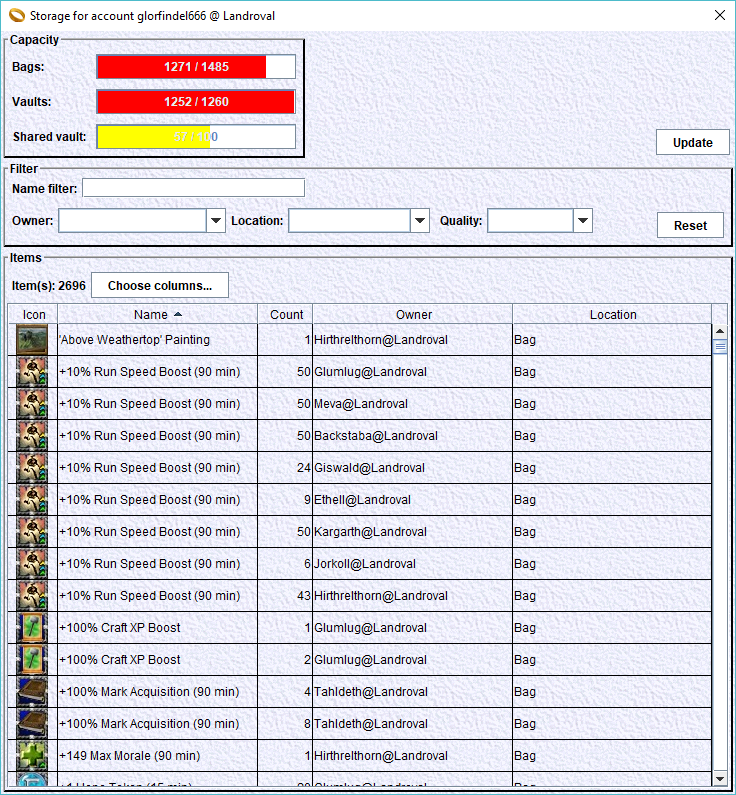 Storage for account glorfindel666 @ Landroval
Capacity
Bags: 1271 / 1485
Vaults: 1252 / 1260
Shared vault: 57 / 100
Update
Filter
Name filter:
Owner: Location: Quality:
Reset
Items
Item(s): 2696 Choose columns...
Icon Name Count Owner Location
'Above Weathertop' Painting 1 Hirthrelthorn@Landroval Bag
+10% Run Speed Boost (90 min) 50 Glumlug@Landroval Bag
+10% Run Speed Boost (90 min) 50 Meva@Landroval Bag
+10% Run Speed Boost (90 min) 50 Backstaba@Landroval Bag
+10% Run Speed Boost (90 min) 24 Giswald@Landroval Bag
+10% Run Speed Boost (90 min) 9 Ethell@Landroval Bag
+10% Run Speed Boost (90 min) 50 Kargarth@Landroval Bag
+10% Run Speed Boost (90 min) 6 Jorkoll@Landroval Bag
+10% Run Speed Boost (90 min) 43 Hirthrelthorn@Landroval Bag
+100% Craft XP Boost 1 Glumlug@Landroval Bag
+100% Craft XP Boost 2 Glumlug@Landroval Bag
+100% Mark Acquisition (90 min) 4 Tahldeth@Landroval Bag
+100% Mark Acquisition (90 min) 8 Tahldeth@Landroval Bag
+149 Max Morale (90 min) 1 Hirthrelthorn@Landroval Bag
+1 Hope Token (15 min) Glumlug@Landroval Bag